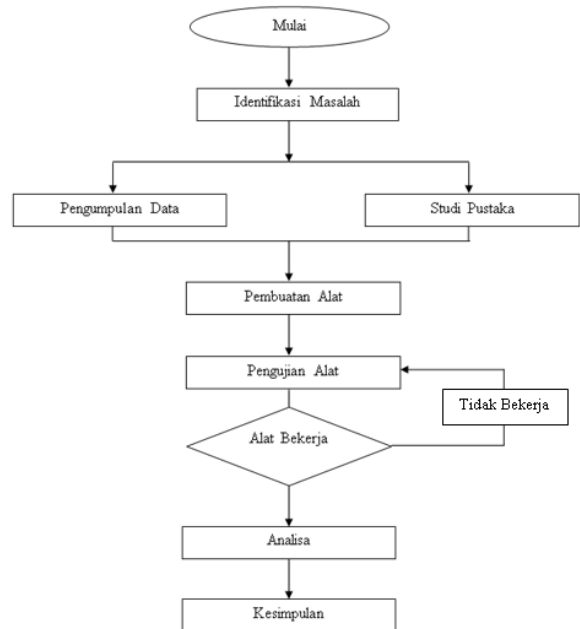 Mulai
Identifikasi Masalah
Pengumpulan Data
Studi Pustaka
Pembuatan Alat
Pengujian Alat
Tidak Bekerja
Alat Bekerja
Analisa
Kesimpulan